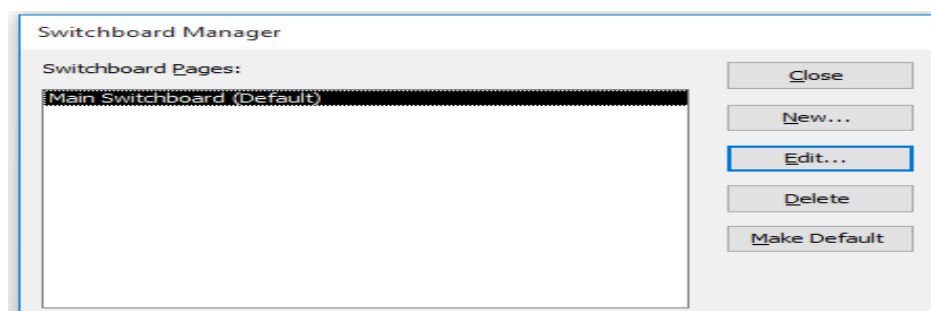 Switchboard Manager
Switchboard Pages:
Main Switchboard (Default)
Close
New...
Edit...
Delete
Make Default